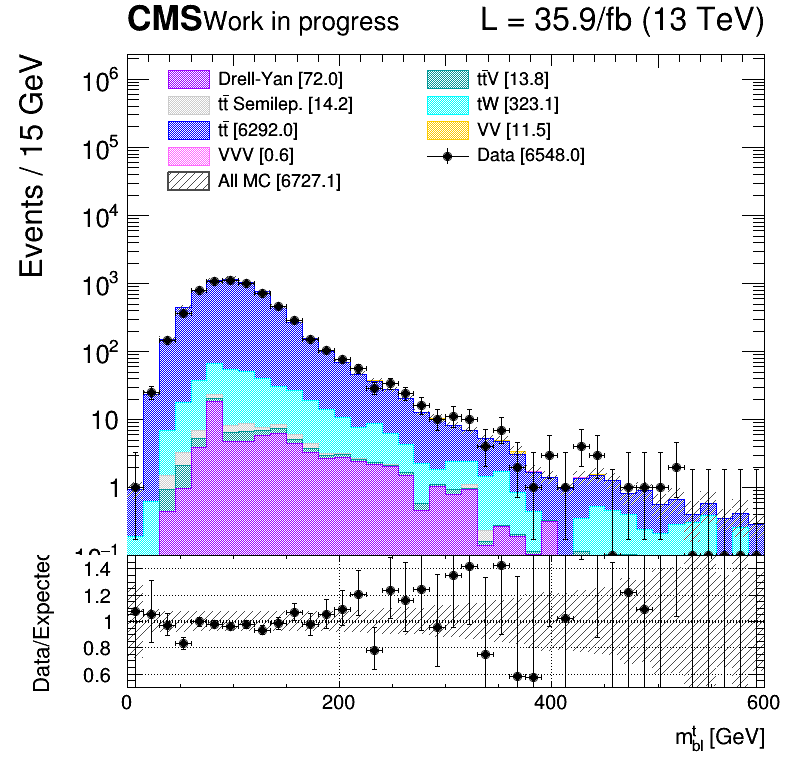 CMS Work in progress L = 35.9/fb (13 TeV)
Events / 15 GeV
10⁶
10⁵
10⁴
10³
10²
10
1
10⁻¹
Drell-Yan [72.0]
tt̄ Semilep. [14.2]
tt̄ [6292.0]
VVV [0.6]
All MC [6727.1]
tt̄V [13.8]
tW [323.1]
VV [11.5]
Data [6548.0]
Data/Expected
1.4
1.2
1
0.8
0.6
0 200 400 600
mᵗbl [GeV]